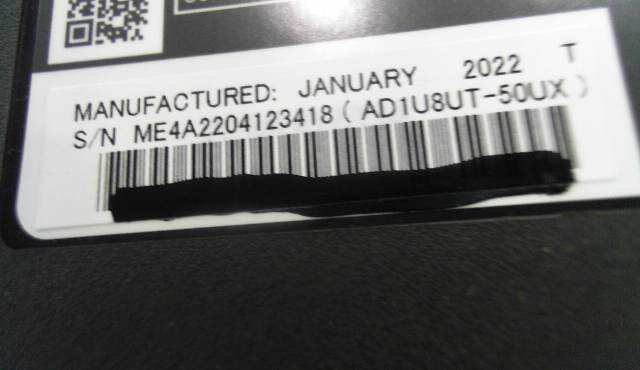 MANUFACTURED: JANUARY 2022 T
S/N ME4A2204123418 ( AD1U8UT-50UX )